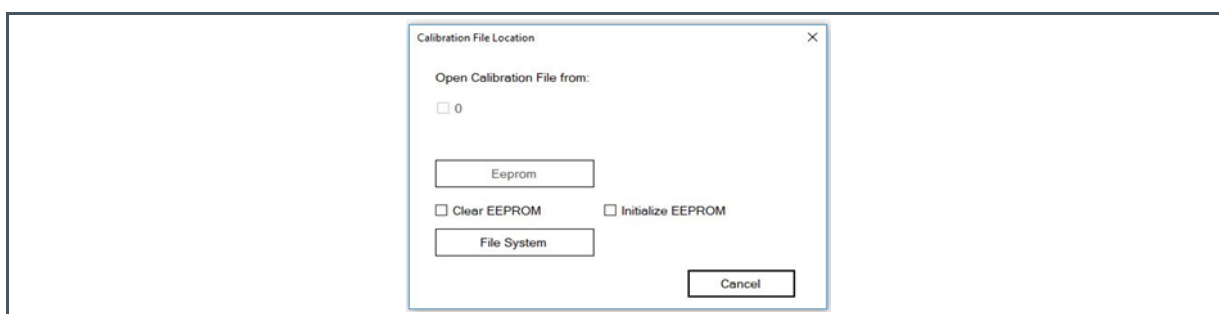 Calibration File Location
Open Calibration File from:
0
Eeprom
Clear EEPROM Initialize EEPROM
File System
Cancel